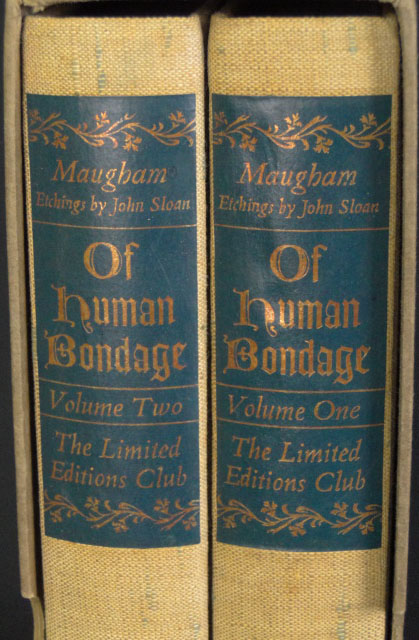 Maugham
Etchings by John Sloan
Of
Human
Bondage
Volume Two
The Limited
Editions Club
Maugham
Etchings by John Sloan
Of
Human
Bondage
Volume One
The Limited
Editions Club